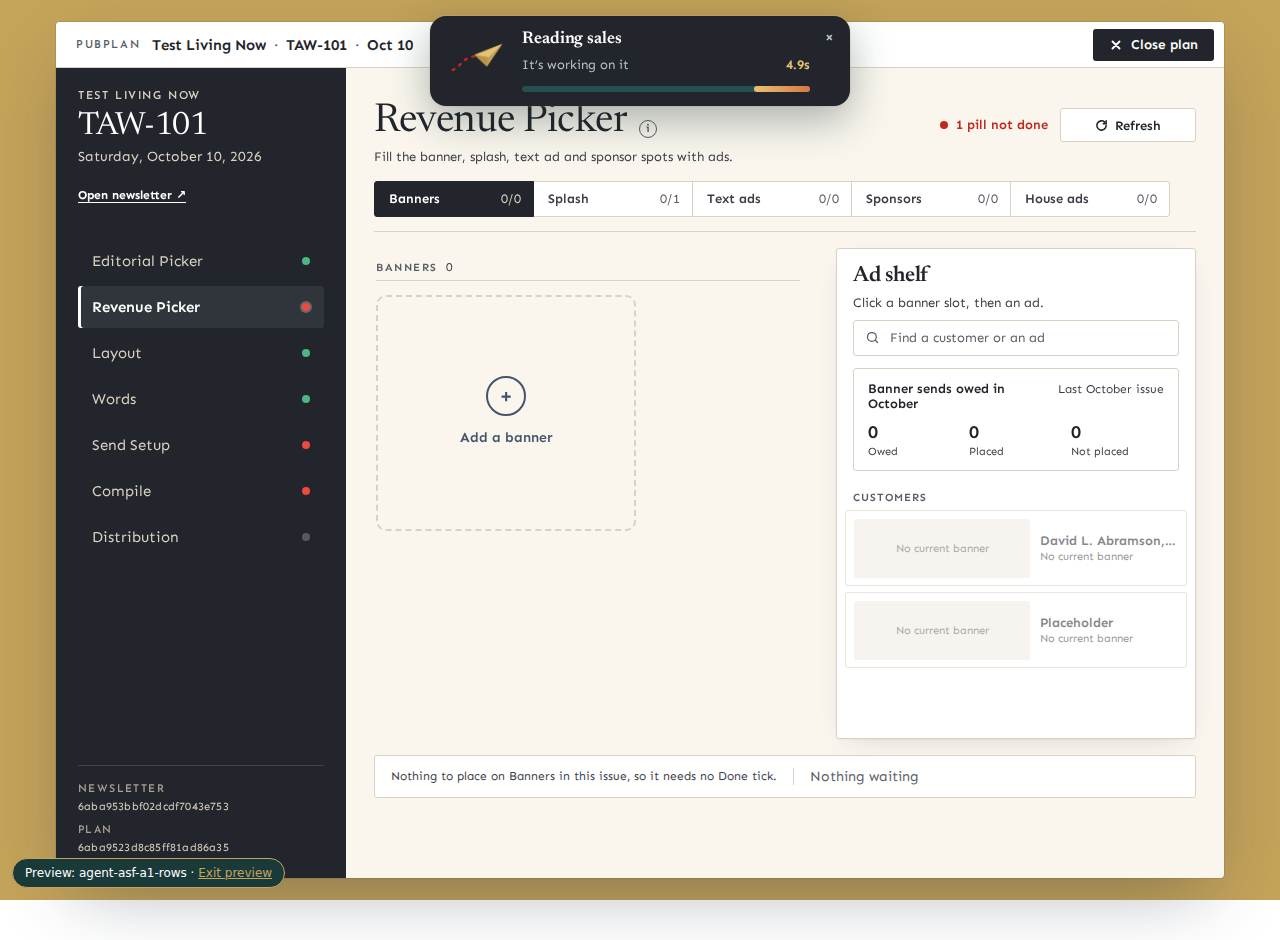 PUBPLAN Test Living Now · TAW-101 · Oct 10
Reading sales
×
It's working on it 4.9s
Close plan
TEST LIVING NOW
TAW-101
Saturday, October 10, 2026
Open newsletter ↗
Editorial Picker
Revenue Picker
Layout
Words
Send Setup
Compile
Distribution
NEWSLETTER
6aba953bbf02dcdf7043e753
PLAN
6aba9523d8c85ff81ad86a35
Preview: agent-asf-a1-rows · Exit preview
Revenue Picker i
1 pill not done
Refresh
Fill the banner, splash, text ad and sponsor spots with ads.
Banners 0/0
Splash 0/1
Text ads 0/0
Sponsors 0/0
House ads 0/0
BANNERS 0
+
Add a banner
Ad shelf
Click a banner slot, then an ad.
Find a customer or an ad
Banner sends owed in October
Last October issue
0 0 0
Owed Placed Not placed
CUSTOMERS
No current banner
David L. Abramson,...
No current banner
No current banner
Placeholder
No current banner
Nothing to place on Banners in this issue, so it needs no Done tick. Nothing waiting